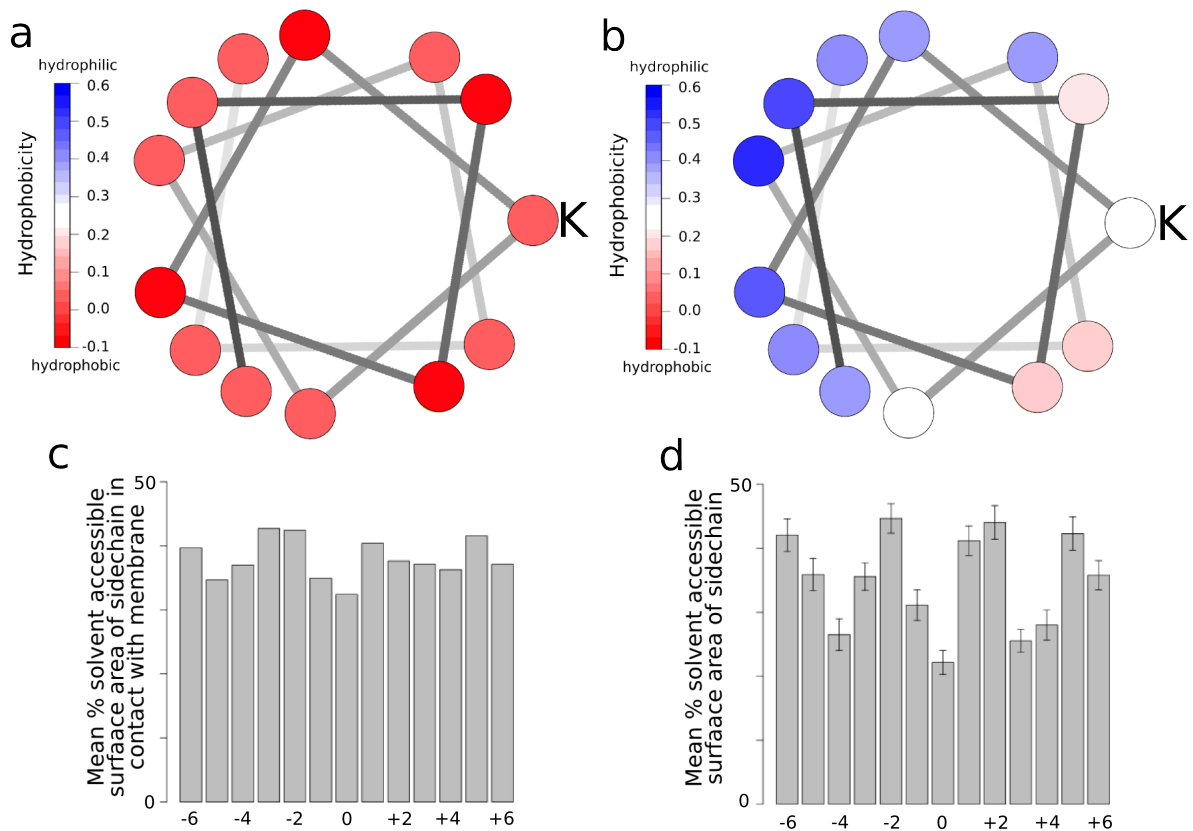 a
hydrophilic
Hydrophobicity
0.6
0.5
0.4
0.3
0.2
0.1
0.0
-0.1
hydrophobic
K
b
hydrophilic
Hydrophobicity
0.6
0.5
0.4
0.3
0.2
0.1
0.0
-0.1
hydrophobic
K
c
Mean % solvent accessible
surfaace area of sidechain in
contact with membrane
50
0
-6 -4 -2 0 +2 +4 +6
d
Mean % solvent accessible
surfaace area of sidechain
50
0
-6 -4 -2 0 +2 +4 +6